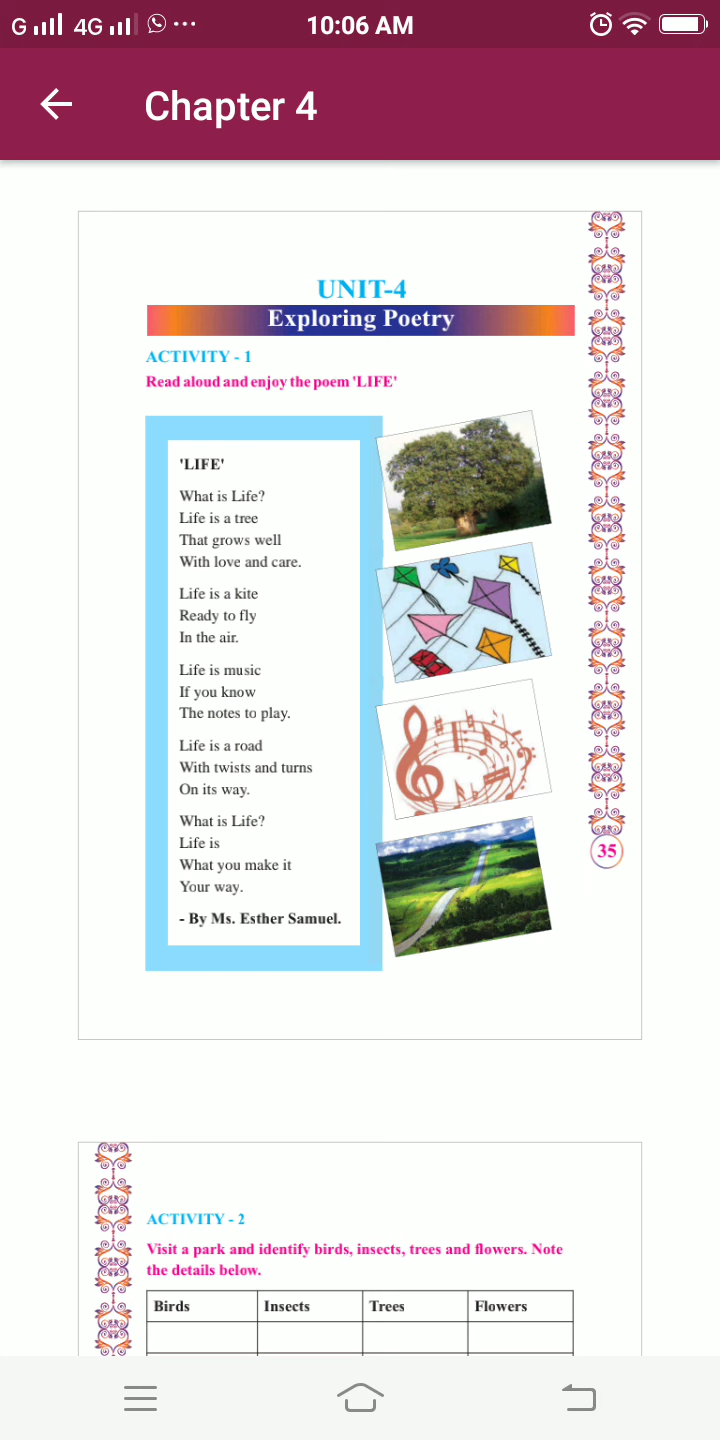 G 4G 10:06 AM
Chapter 4
UNIT-4
Exploring Poetry
ACTIVITY - 1
Read aloud and enjoy the poem 'LIFE'
'LIFE'
What is Life?
Life is a tree
That grows well
With love and care.
Life is a kite
Ready to fly
In the air.
Life is music
If you know
The notes to play.
Life is a road
With twists and turns
On its way.
What is Life?
Life is
What you make it
Your way.
- By Ms. Esther Samuel.
35
ACTIVITY - 2
Visit a park and identify birds, insects, trees and flowers. Note
the details below.
Birds Insects Trees Flowers